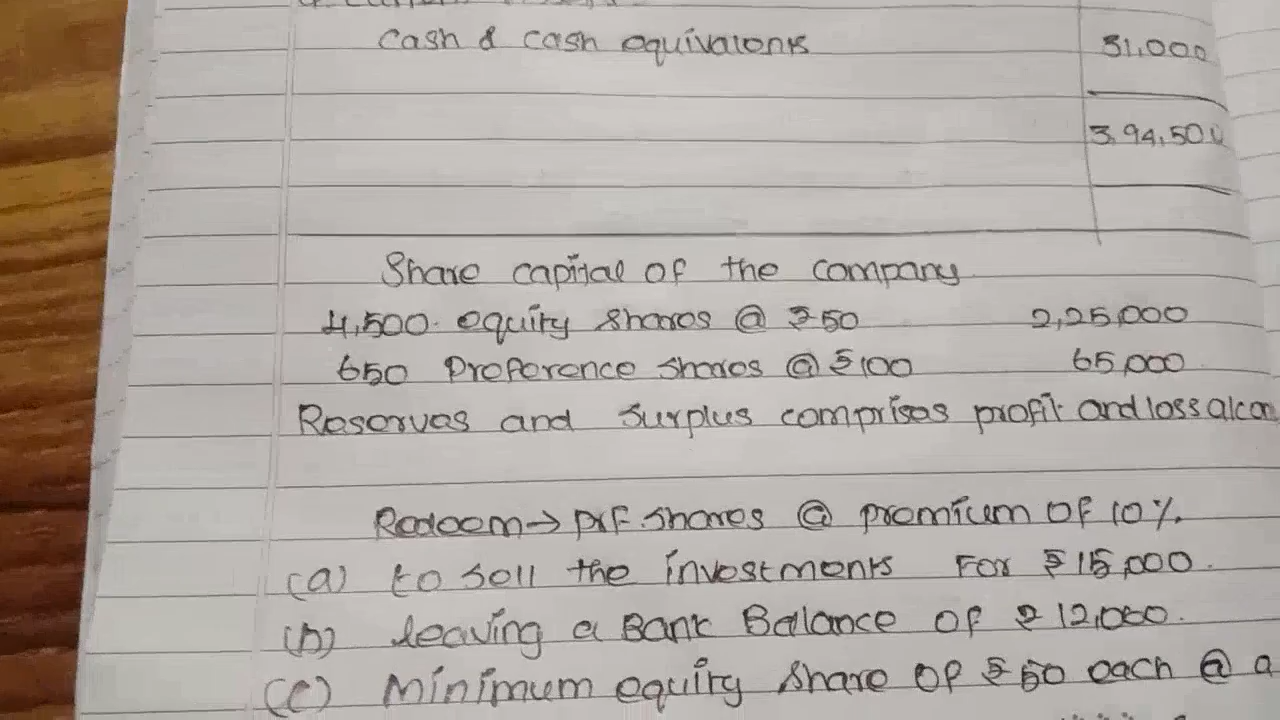 Cash & cash equivalents 31,000
3,94,500
Share capital of the company
4,500 equity shares @ ₹50 2,25,000
650 Preference shares @ ₹100 65,000
Reserves and Surplus comprises profit and loss
Redeem → Prf. shares @ premium of 10%.
(a) to sell the investments For ₹15,000.
(b) leaving a Bank Balance of ₹12,000.
(c) Minimum equity share of ₹50 each @ a